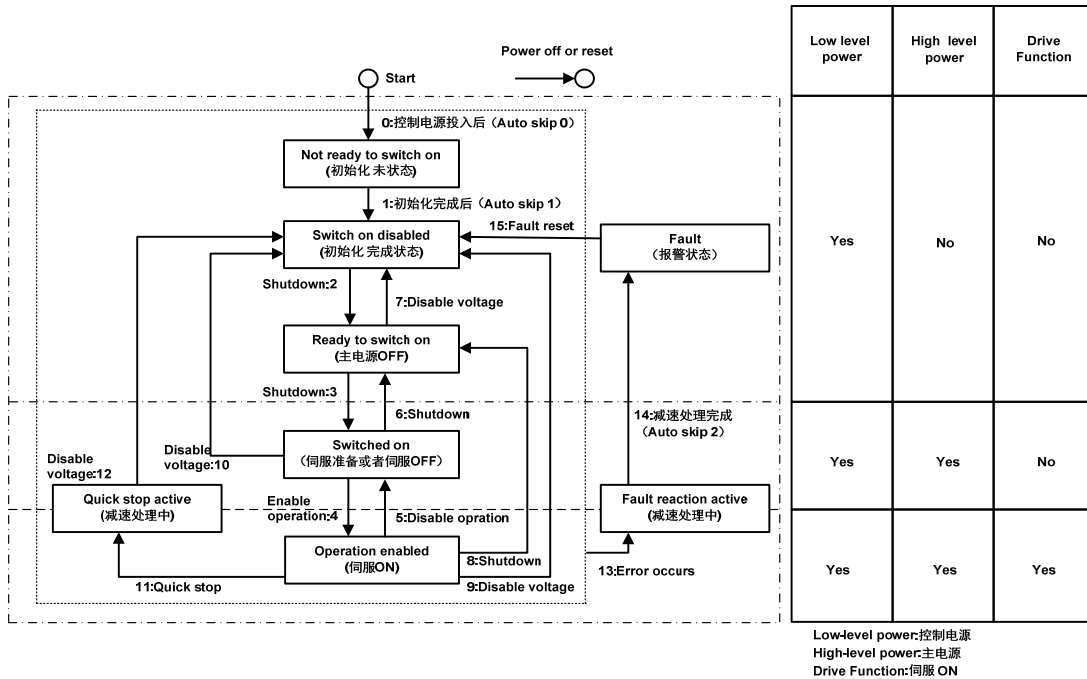 Power off or reset
Start
0:控制电源投入后（Auto skip 0）
Not ready to switch on
(初始化 未状态)
1:初始化完成后（Auto skip 1）
15:Fault reset
Switch on disabled
(初始化 完成状态)
Fault
（报警状态）
Shutdown:2
7:Disable voltage
Ready to switch on
(主电源OFF)
Shutdown:3
6:Shutdown
14:减速处理完成
（Auto skip 2）
Switched on
（伺服准备或者伺服OFF）
Disable
voltage:10
Disable
voltage:12
Quick stop active
(减速处理中)
Fault reaction active
(减速处理中)
Enable
operation:4
5:Disable opration
Operation enabled
(伺服ON)
8:Shutdown
9:Disable voltage
11:Quick stop
13:Error occurs
Low level
power
High level
power
Drive
Function
Yes
No
No
Yes
Yes
No
Yes
Yes
Yes
Low-level power:控制电源
High-level power:主电源
Drive Function:伺服 ON